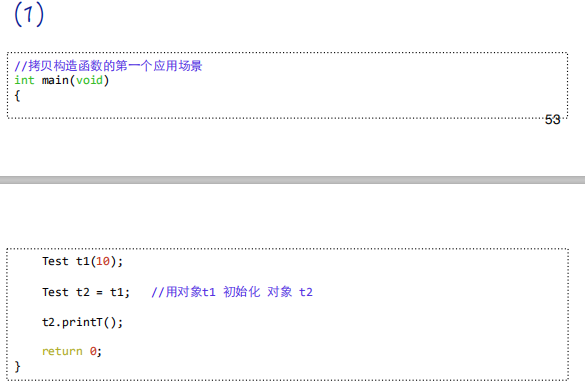 (1)
//拷贝构造函数的第一个应用场景
int main(void)
{
53
Test t1(10);
Test t2 = t1;   //用对象t1 初始化 对象 t2
t2.printT();
return 0;
}